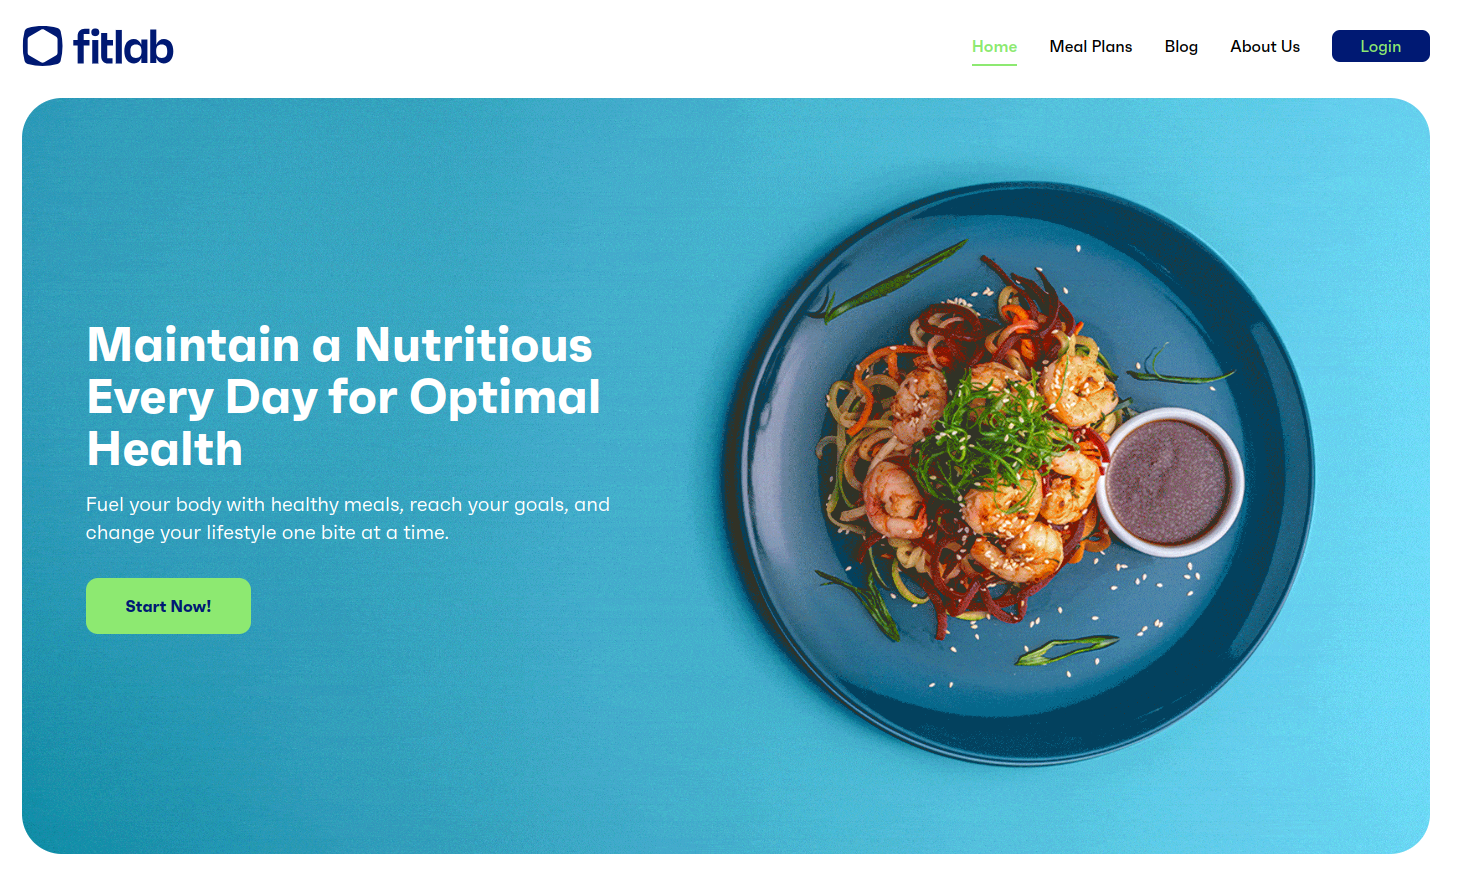 fitlab
Home
Meal Plans
Blog
About Us
Login
Maintain a Nutritious
Every Day for Optimal
Health
Fuel your body with healthy meals, reach your goals, and
change your lifestyle one bite at a time.
Start Now!